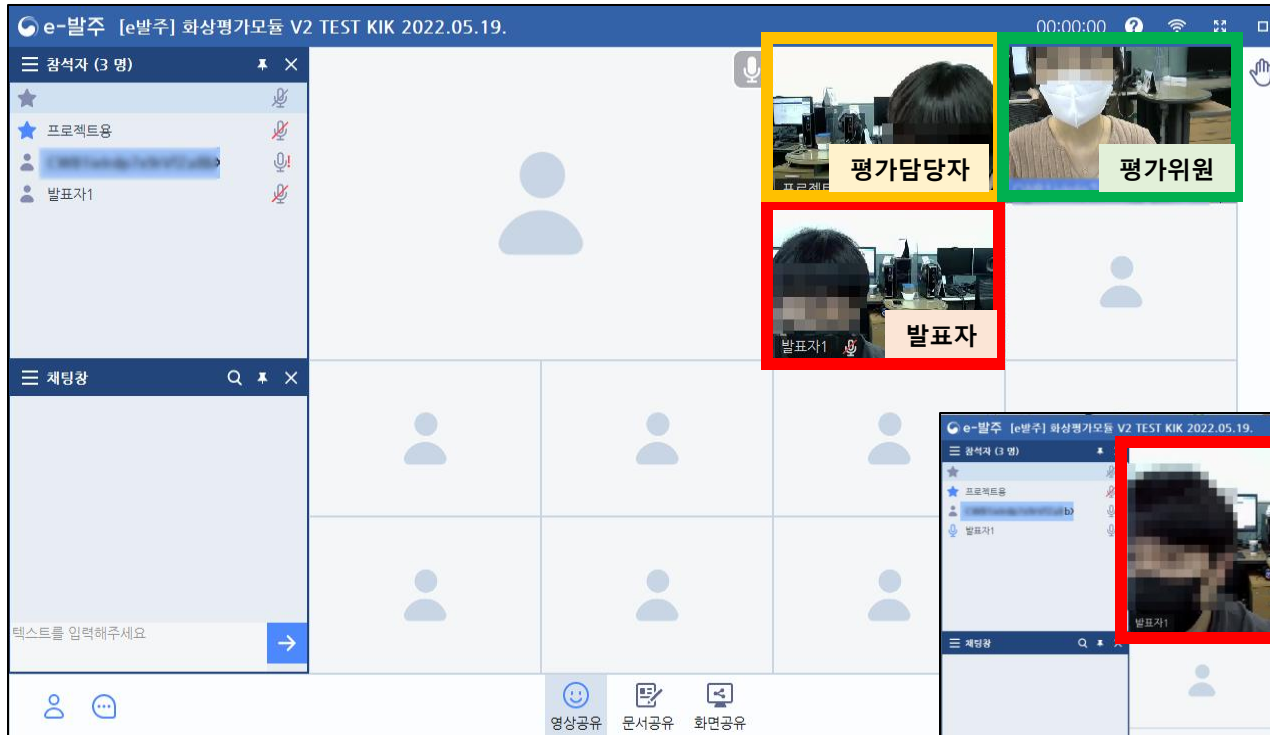 e-발주 [e발주] 화상평가모듈 V2 TEST KIK 2022.05.19.
00:00:00
참석자 (3 명)
프로젝트용
발표자1
평가담당자
평가위원
발표자1
발표자
채팅창
텍스트를 입력해주세요
영상공유
문서공유
화면공유
e-발주 [e발주] 화상평가모듈 V2 TEST KIK 2022.05.19.
참석자 (3 명)
프로젝트용
발표자1
발표자1
채팅창